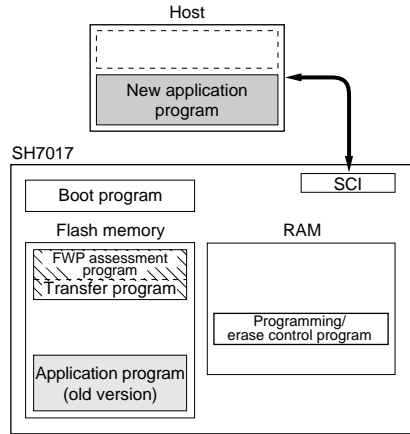 Host
New application
program
SH7017
SCI
Boot program
Flash memory
RAM
FWP assessment
program
Transfer program
Programming/
erase control program
Application program
(old version)